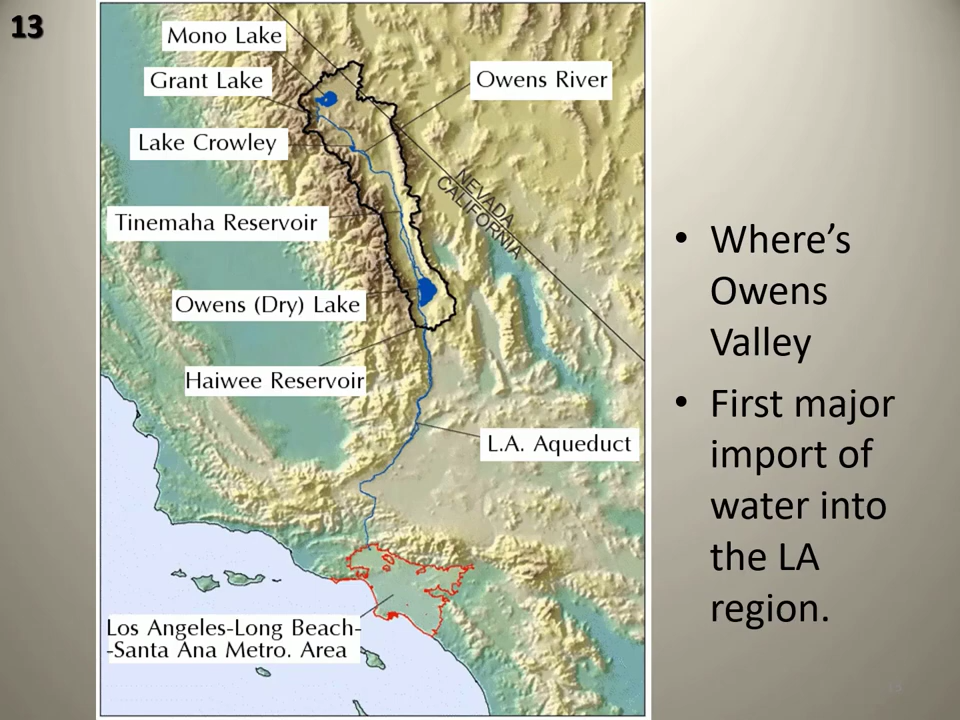 13
Mono Lake
Grant Lake
Owens River
Lake Crowley
NEVADA
CALIFORNIA
Tinemaha Reservoir
Owens (Dry) Lake
Haiwee Reservoir
L.A. Aqueduct
Los Angeles-Long Beach-
-Santa Ana Metro. Area
• Where’s
Owens
Valley
• First major
import of
water into
the LA
region.
13